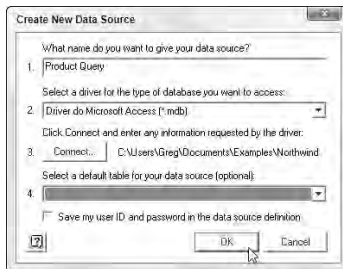 Create New Data Source
What name do you want to give your data source?
1. Product Query
Select a driver for the type of database you want to access:
2. Driver do Microsoft Access (*.mdb)
Click Connect and enter any information requested by the driver:
3. Connect... C:\Users\Greg\Documents\Examples\Northwind
Select a default table for your data source (optional):
4.
Save my user ID and password in the data source definition
? OK Cancel